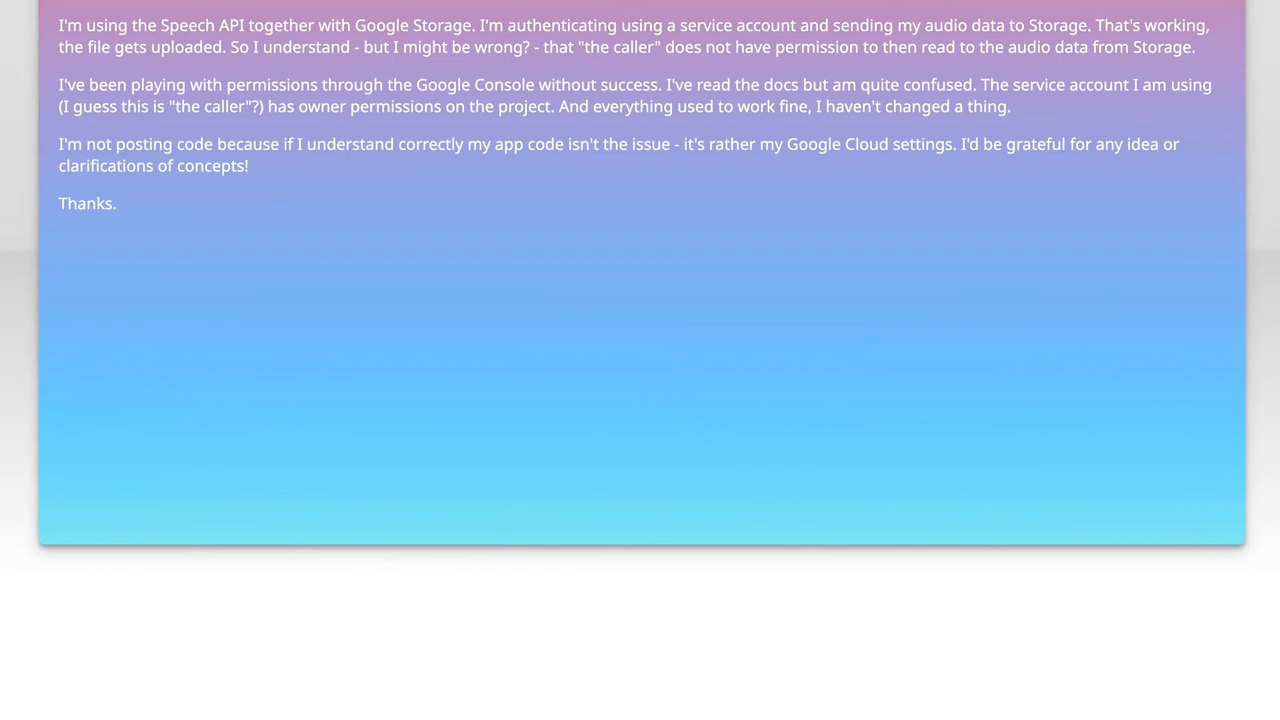 I'm using the Speech API together with Google Storage. I'm authenticating using a service account and sending my audio data to Storage. That's working,
the file gets uploaded. So I understand - but I might be wrong? - that "the caller" does not have permission to then read to the audio data from Storage.
I've been playing with permissions through the Google Console without success. I've read the docs but am quite confused. The service account I am using
(I guess this is "the caller"?) has owner permissions on the project. And everything used to work fine, I haven't changed a thing.
I'm not posting code because if I understand correctly my app code isn't the issue - it's rather my Google Cloud settings. I'd be grateful for any idea or
clarifications of concepts!
Thanks.